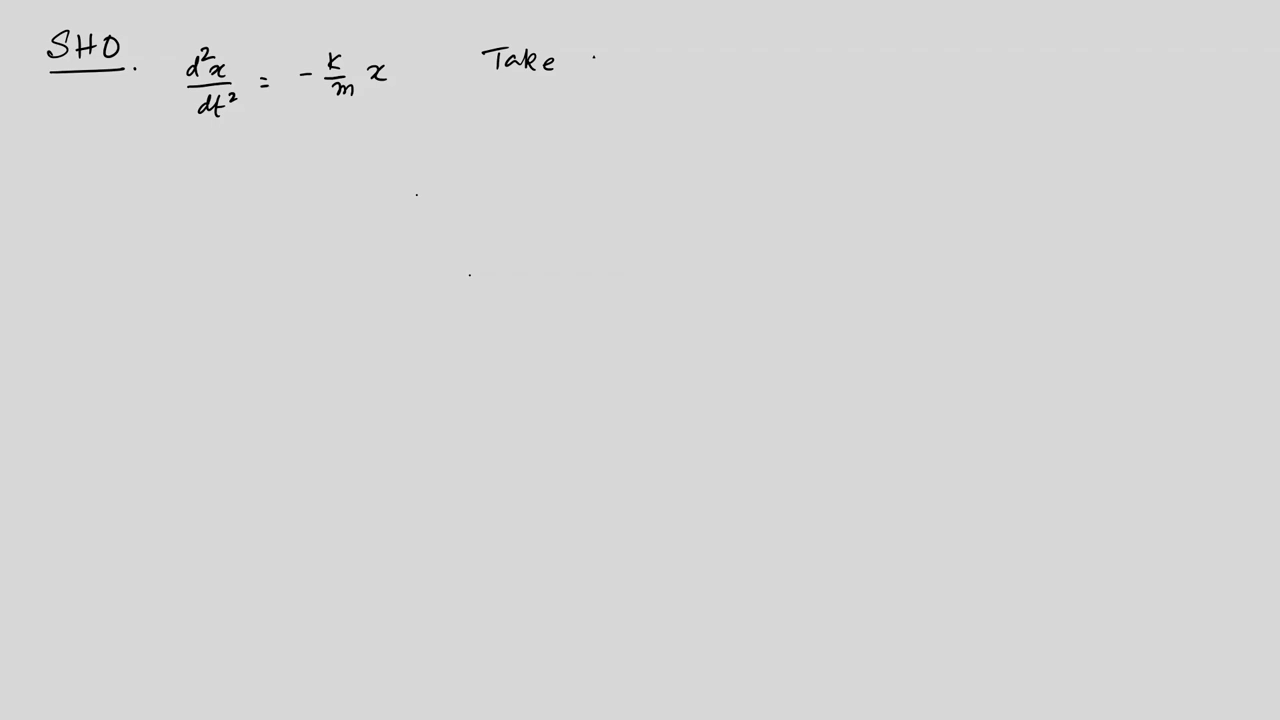 SHO. d²x/dt² = -k/m x Take